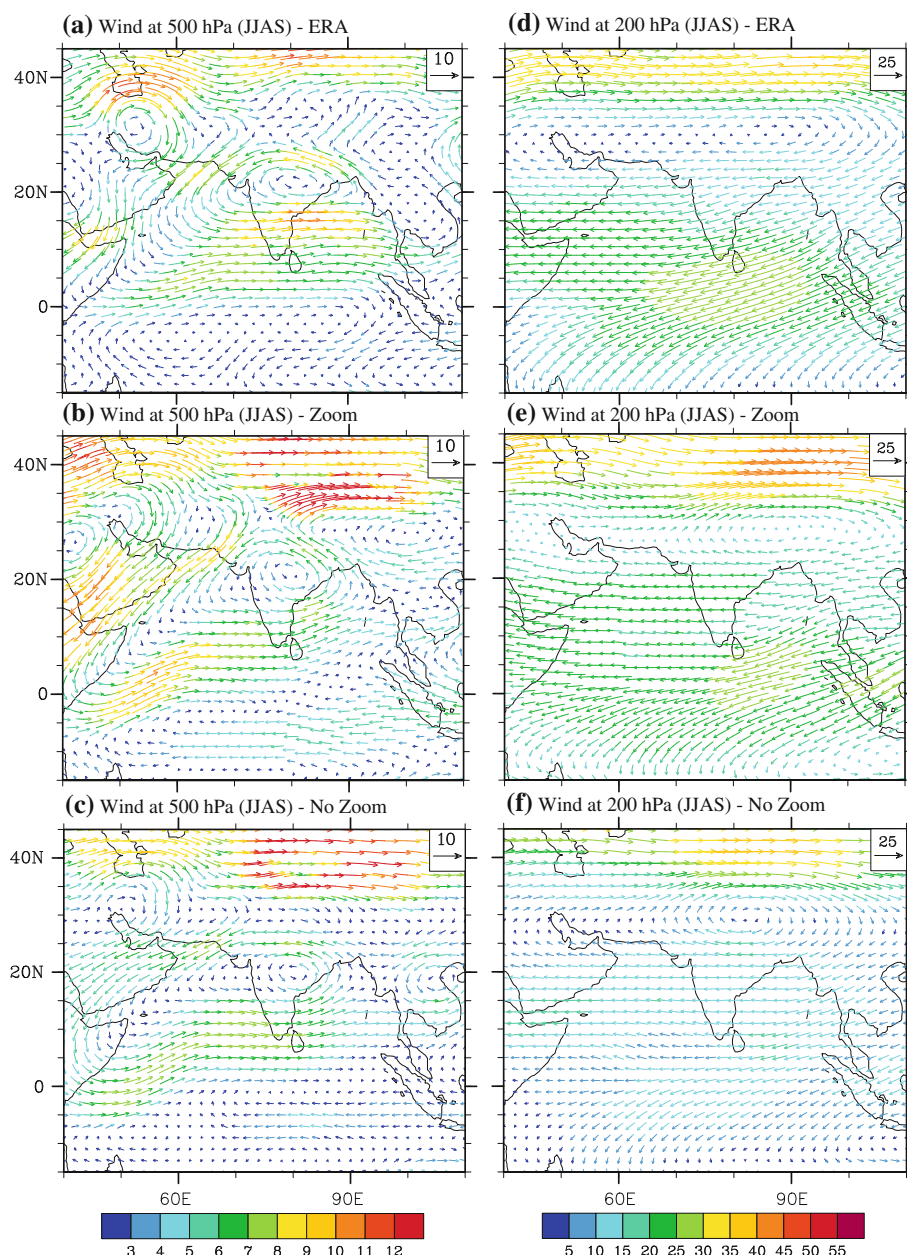 (a) Wind at 500 hPa (JJAS) - ERA
(d) Wind at 200 hPa (JJAS) - ERA
10
25
40N
20N
0
(b) Wind at 500 hPa (JJAS) - Zoom
(e) Wind at 200 hPa (JJAS) - Zoom
10
25
40N
20N
0
(c) Wind at 500 hPa (JJAS) - No Zoom
(f) Wind at 200 hPa (JJAS) - No Zoom
10
25
40N
20N
0
60E 90E
60E 90E
3 4 5 6 7 8 9 10 11 12
5 10 15 20 25 30 35 40 45 50 55